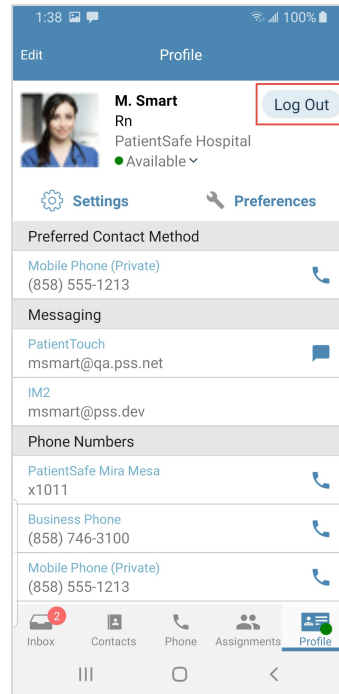 1:38 100%
Edit Profile
M. Smart
Log Out
Rn
PatientSafe Hospital
Available
Settings Preferences
Preferred Contact Method
Mobile Phone (Private)
(858) 555-1213
Messaging
PatientTouch
msmart@qa.pss.net
IM2
msmart@pss.dev
Phone Numbers
PatientSafe Mira Mesa
x1011
Business Phone
(858) 746-3100
Mobile Phone (Private)
(858) 555-1213
2
Inbox Contacts Phone Assignments Profile